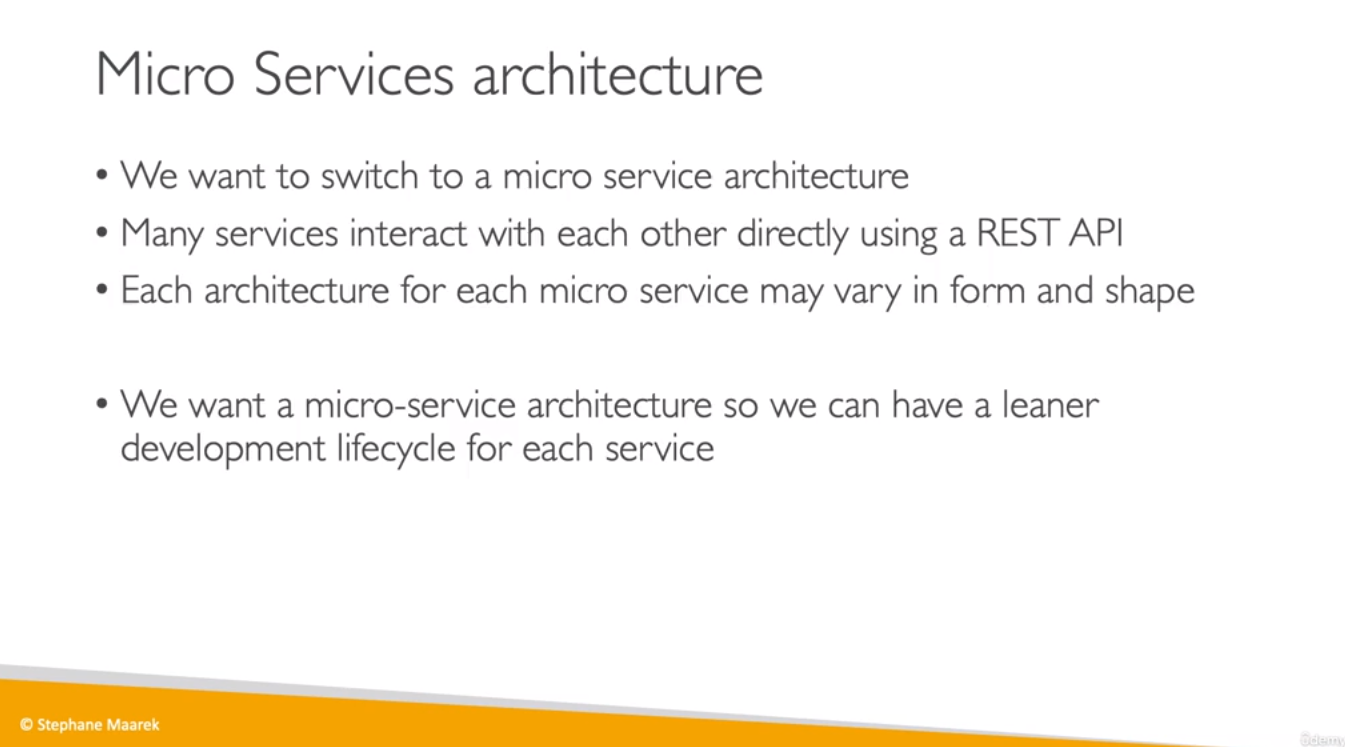 Micro Services architecture
• We want to switch to a micro service architecture
• Many services interact with each other directly using a REST API
• Each architecture for each micro service may vary in form and shape
• We want a micro-service architecture so we can have a leaner
development lifecycle for each service
© Stephane Maarek
ûdemy